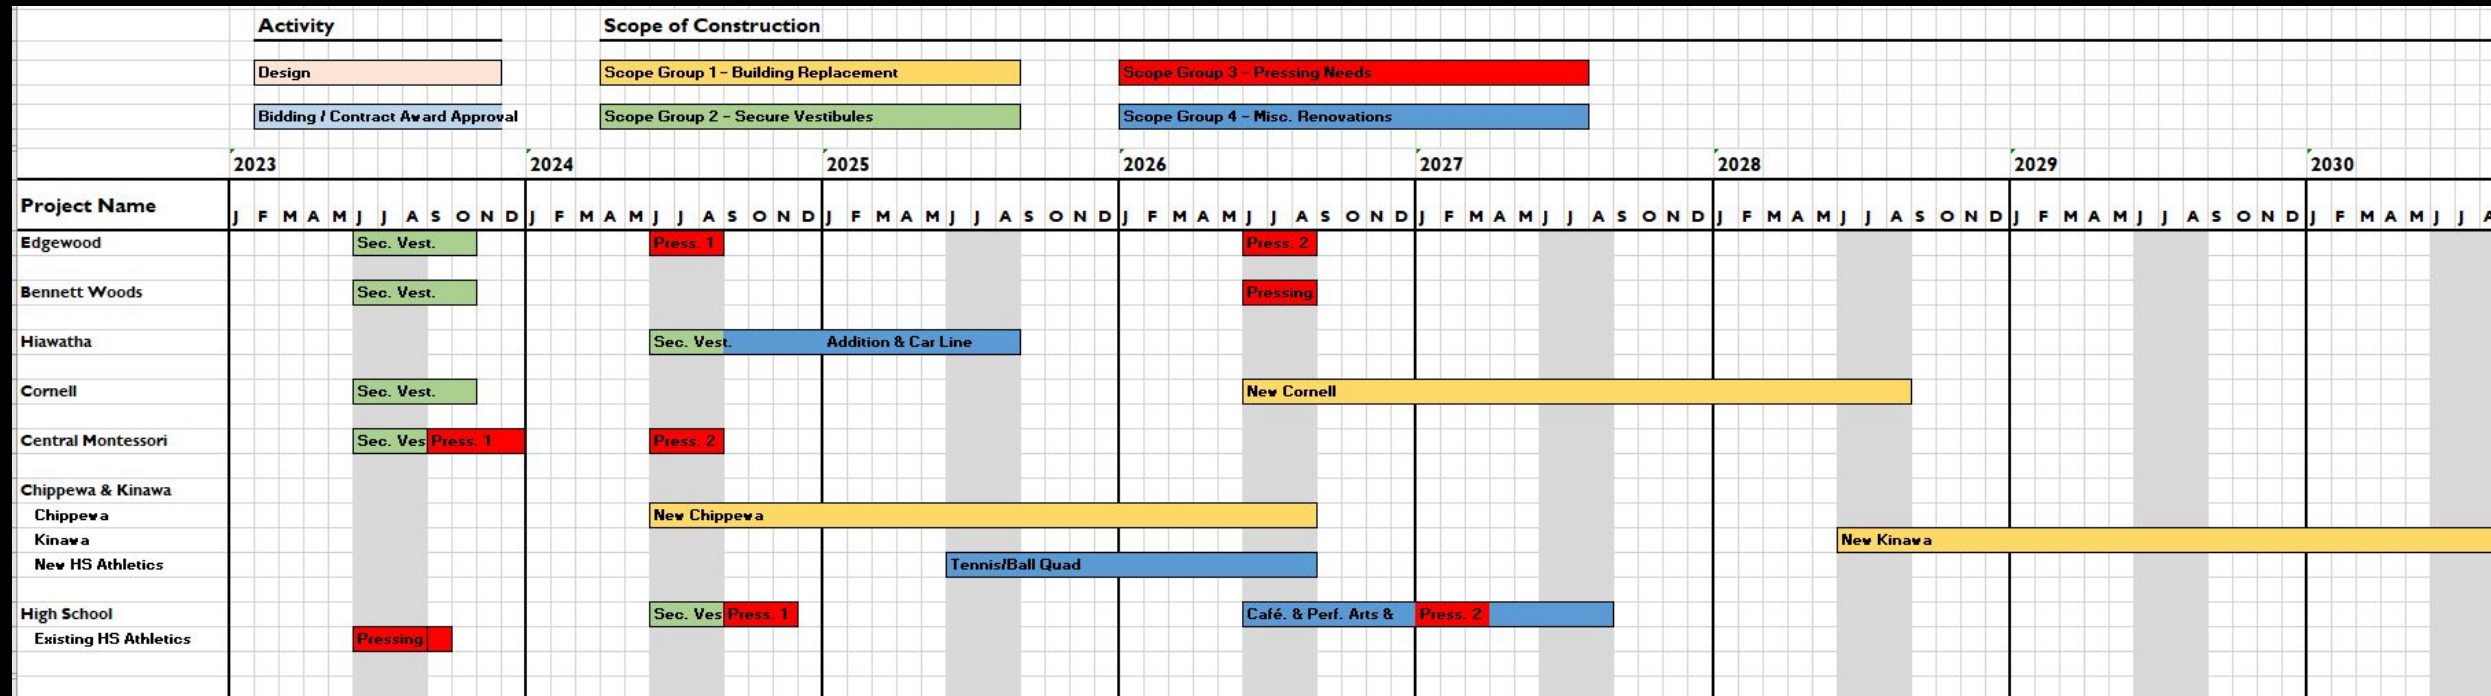 Activity Scope of Construction
Design Scope Group 1 - Building Replacement Scope Group 3 - Pressing Needs
Bidding / Contract Award Approval Scope Group 2 - Secure Vestibules Scope Group 4 - Misc. Renovations
2023 2024 2025 2026 2027 2028 2029 2030
Project Name J F M A M J J A S O N D J F M A M J J A S O N D J F M A M J J A S O N D J F M A M J J A S O N D J F M A M J J A S O N D J F M A M J J A S O N D J F M A M J J A S O N D J F M A M J J A
Edgewood Sec. Vest. Press. 1 Press. 2
Bennett Woods Sec. Vest. Pressing
Hiawatha Sec. Vest. Addition & Car Line
Cornell Sec. Vest. New Cornell
Central Montessori Sec. Ves Press. 1 Press. 2
Chippewa & Kinawa
Chippewa New Chippewa
Kinawa New Kinawa
New HS Athletics Tennis/Ball Quad
High School Sec. Ves Press. 1 Café. & Perf. Arts & Press. 2
Existing HS Athletics Pressing